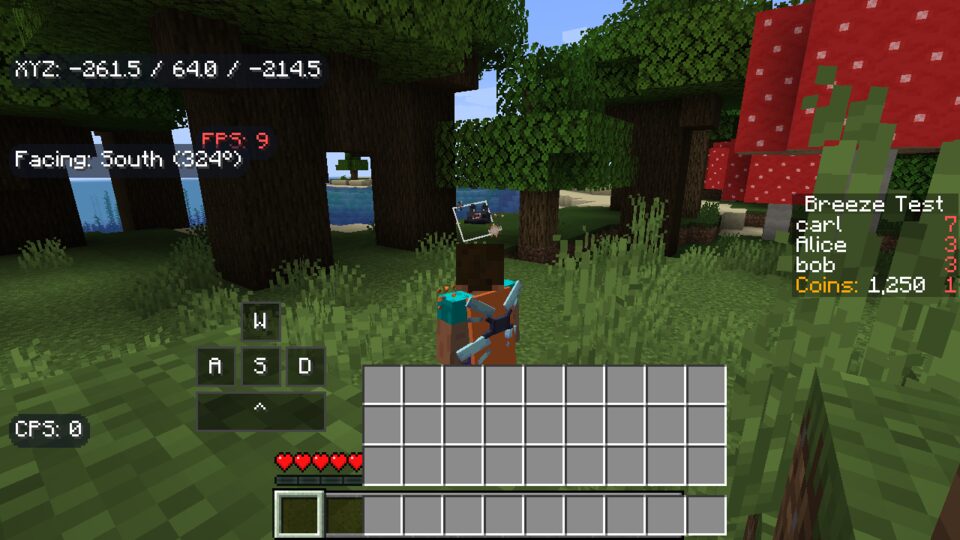 XYZ: -261.5 / 64.0 / -214.5
FPS: 9
Facing: South (324°)
Breeze Test
carl 7
Alice 3
bob 3
Coins: 1,250 1
W
A S D
^
CPS: 0